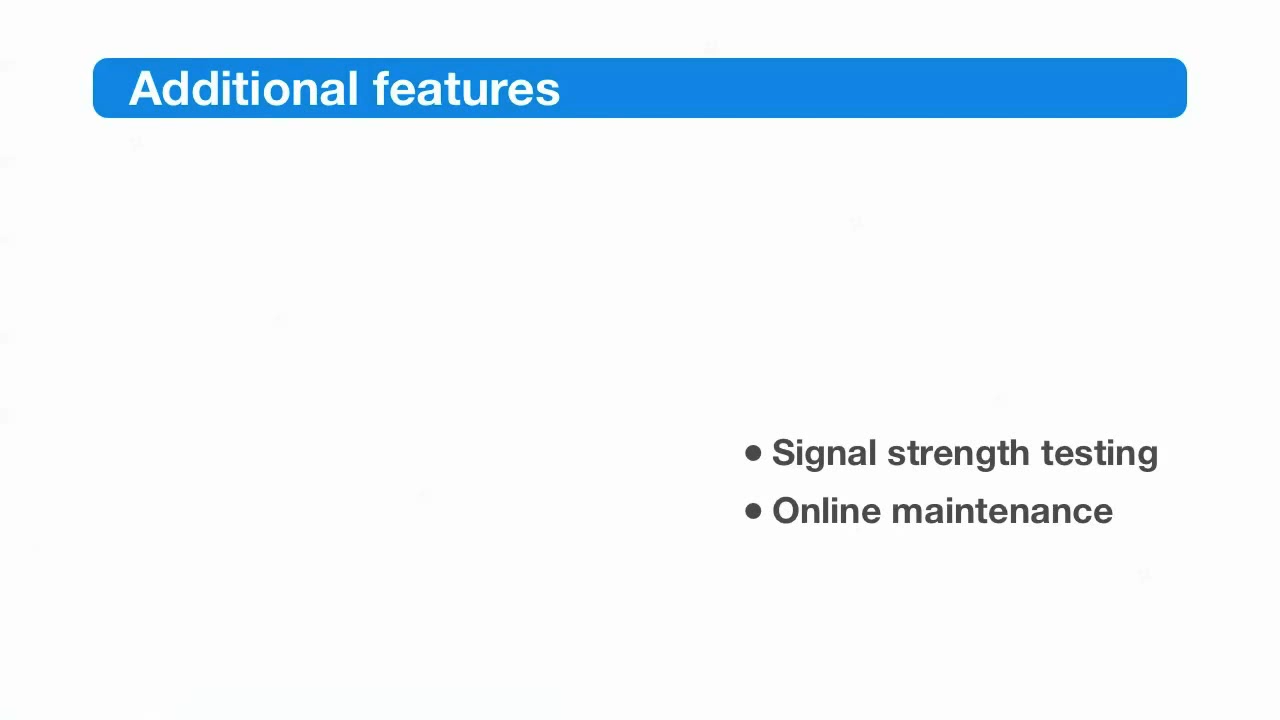 Additional features
• Signal strength testing
• Online maintenance